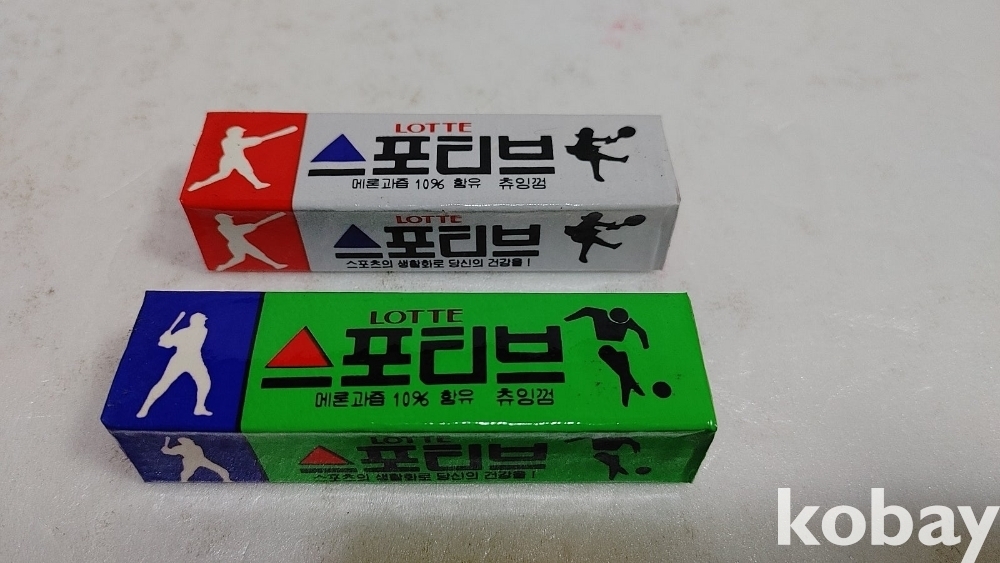 LOTTE
스포티브
메론과즙 10% 함유 츄잉껌
LOTTE
스포티브
스포츠의 생활화로 당신의 건강을!
LOTTE
스포티브
메론과즙 10% 함유 츄잉껌
LOTTE
스포티브
스포츠의 생활화로 당신의 건강을!
kobay